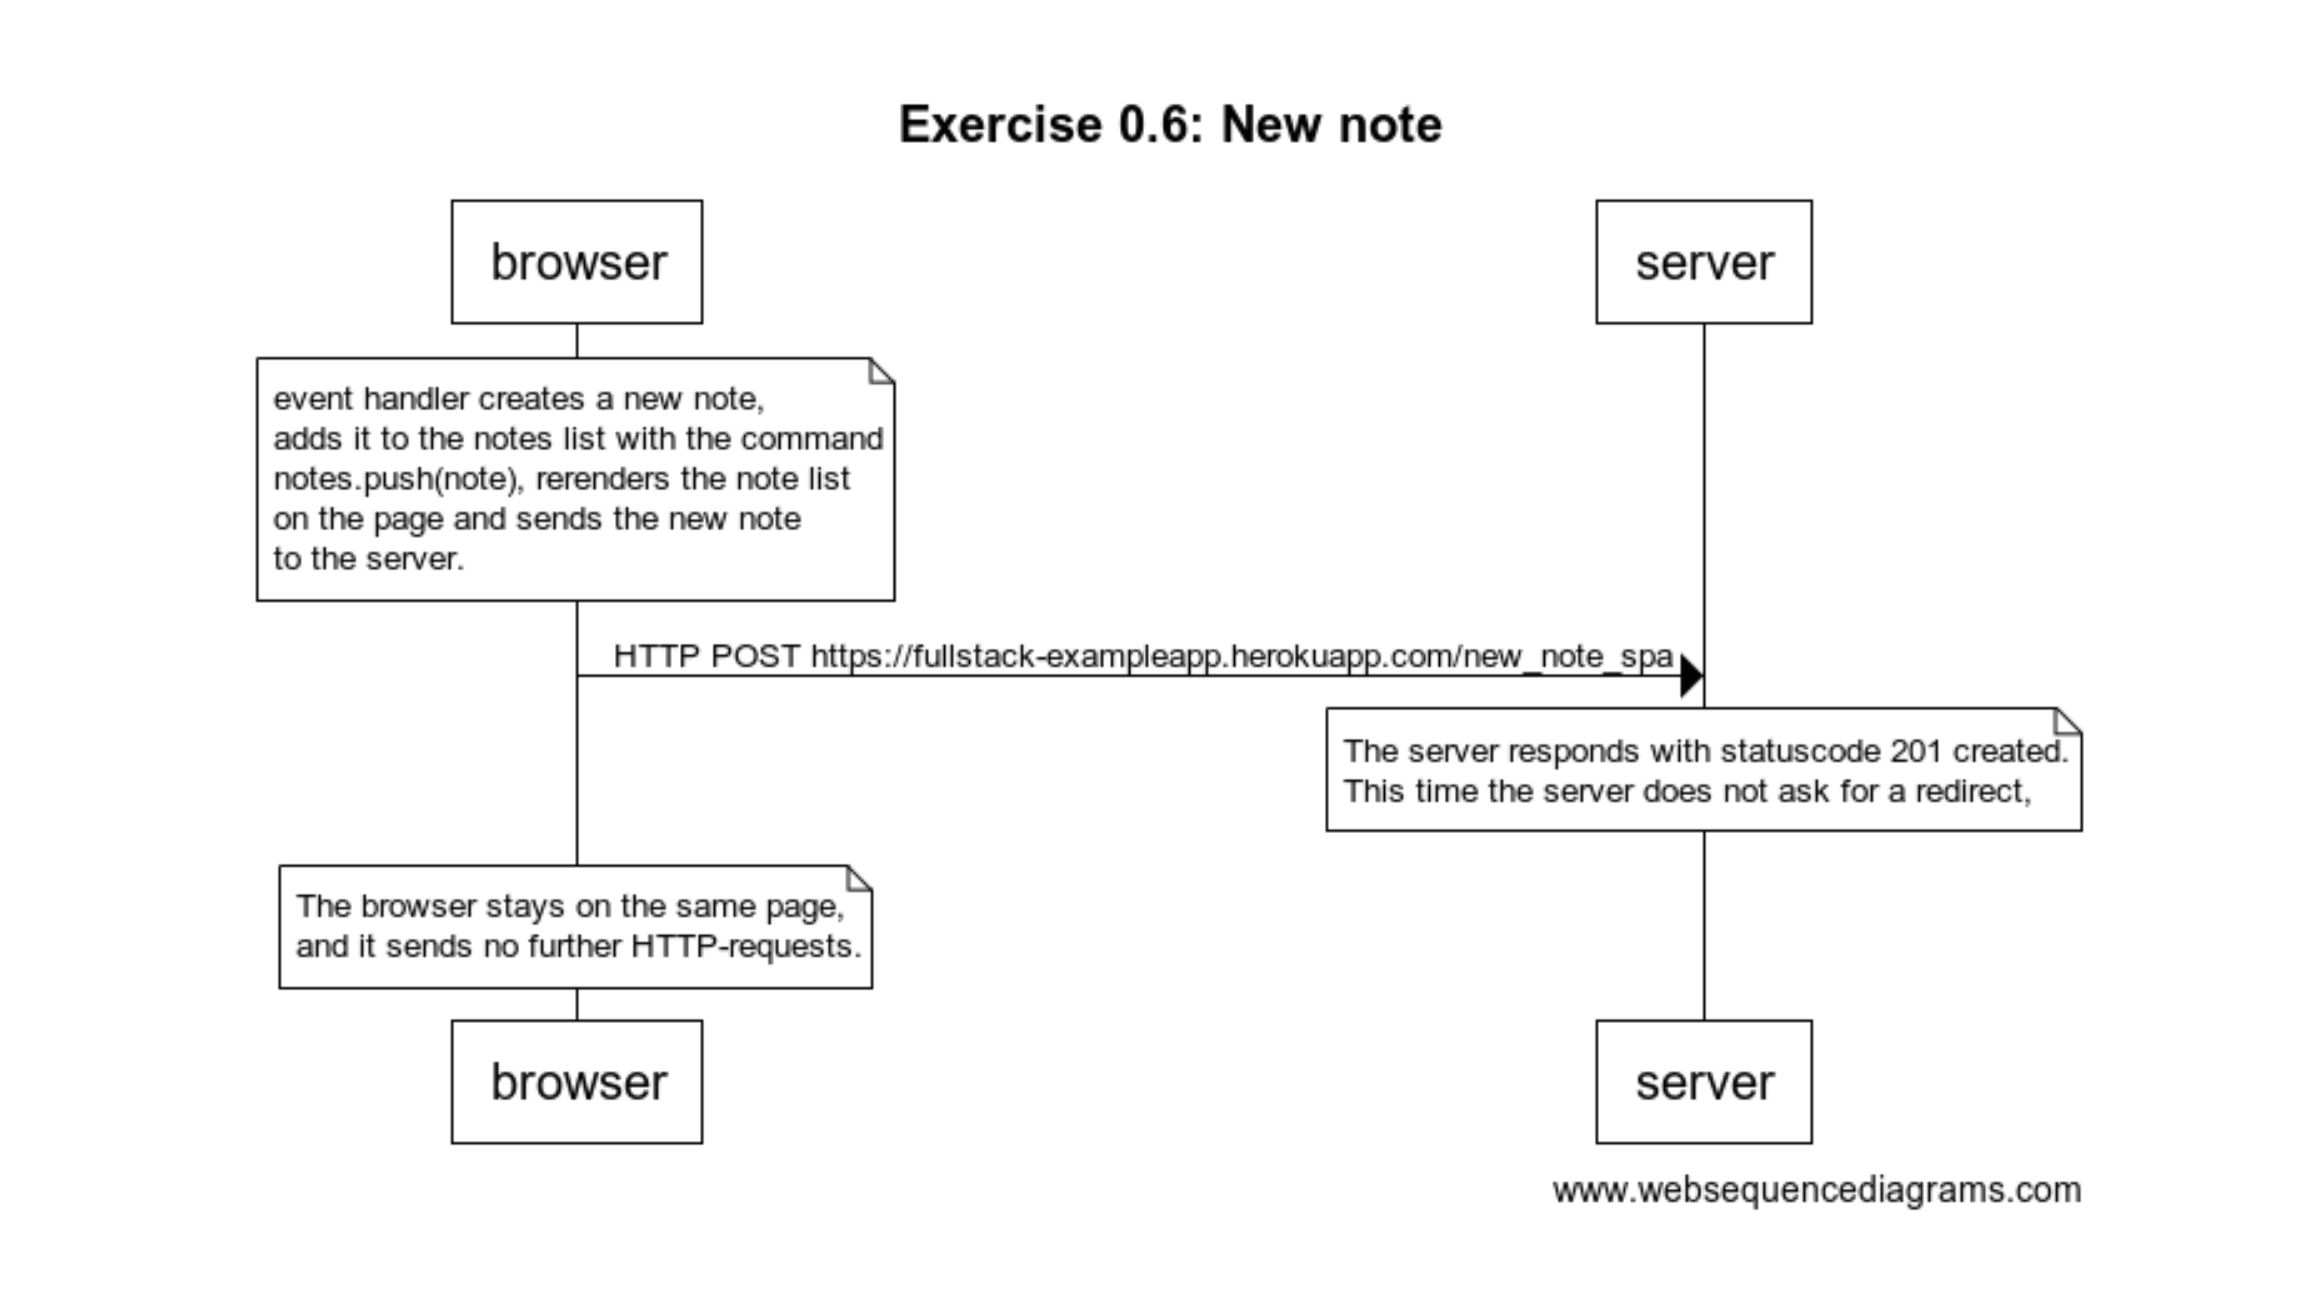 Exercise 0.6: New note
browser
server
event handler creates a new note,
adds it to the notes list with the command
notes.push(note), rerenders the note list
on the page and sends the new note
to the server.
HTTP POST https://fullstack-exampleapp.herokuapp.com/new_note_spa
The server responds with statuscode 201 created.
This time the server does not ask for a redirect,
The browser stays on the same page,
and it sends no further HTTP-requests.
browser
server
www.websequencediagrams.com